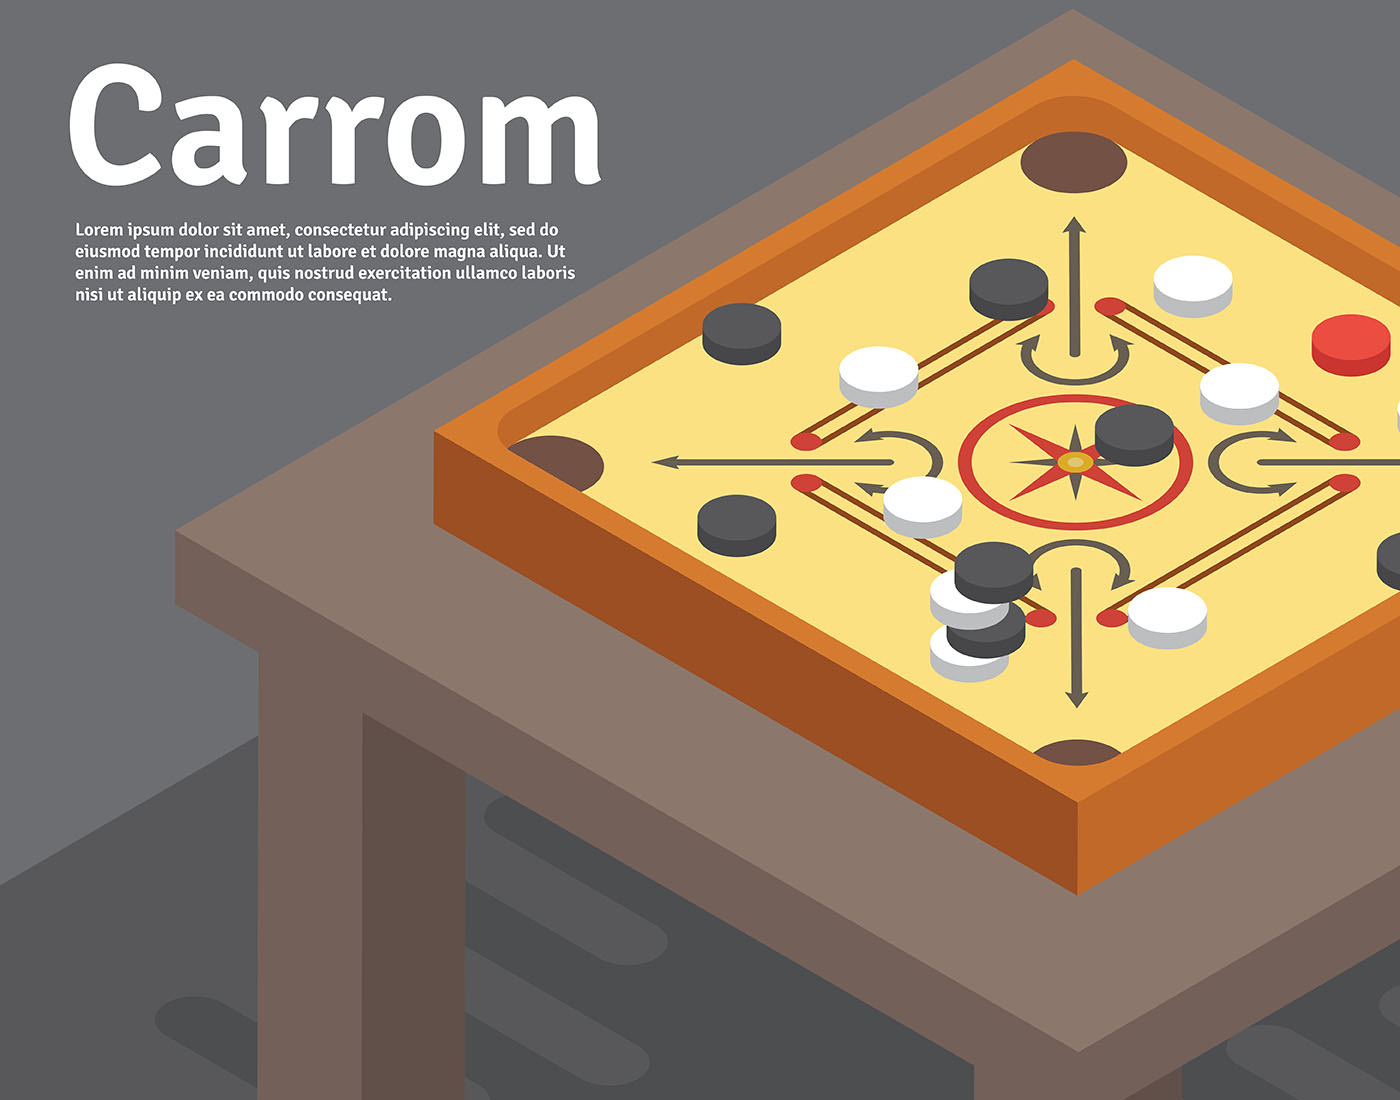 Carrom
Lorem ipsum dolor sit amet, consectetur adipiscing elit, sed do
eiusmod tempor incididunt ut labore et dolore magna aliqua. Ut
enim ad minim veniam, quis nostrud exercitation ullamco laboris
nisi ut aliquip ex ea commodo consequat.